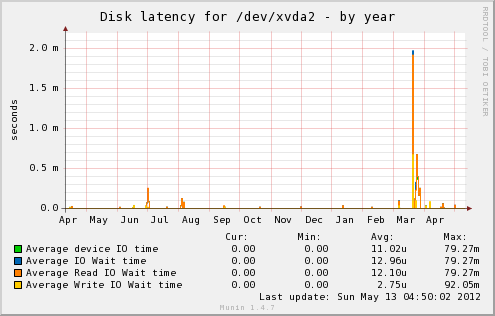 Disk latency for /dev/xvda2 - by year
RRDTOOL / TOBI OETIKER
seconds
2.0 m
1.5 m
1.0 m
0.5 m
0.0
Apr May Jun Jul Aug Sep Oct Nov Dec Jan Feb Mar Apr
Cur: Min: Avg: Max:
Average device IO time 0.00 0.00 11.02u 79.27m
Average IO Wait time 0.00 0.00 12.96u 79.27m
Average Read IO Wait time 0.00 0.00 12.10u 79.27m
Average Write IO Wait time 0.00 0.00 2.75u 92.05m
Last update: Sun May 13 04:50:02 2012
Munin 1.4.7